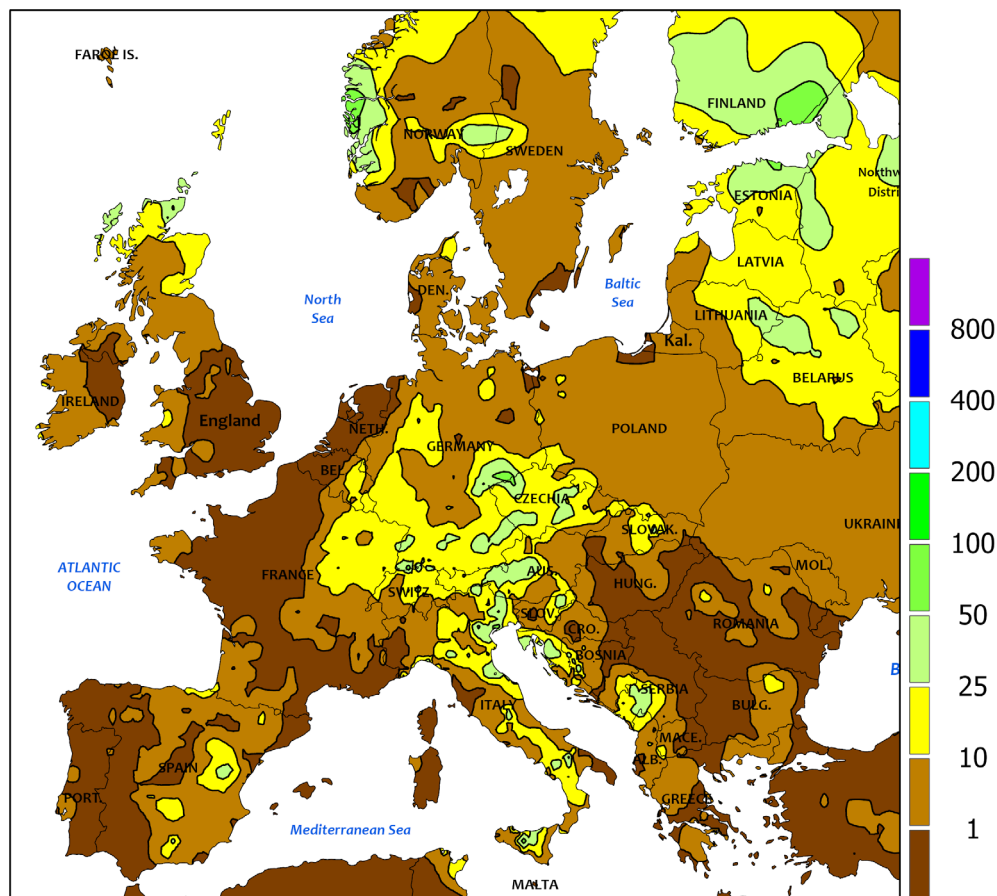 FAROE IS.
FINLAND
NORWAY
SWEDEN
Northw
Distri
ESTONIA
LATVIA
North
Sea
Baltic
Sea
DEN.
LITHUANIA
Kal.
BELARUS
IRELAND
England
NETH.
GERMANY
POLAND
BEL.
CZECHIA
SLOVAK.
UKRAINI
ATLANTIC
OCEAN
FRANCE
SWITZ.
AUS.
HUNG.
MOL.
SLOV.
CRO.
ROMANIA
BOSNIA
B
SERBIA
ITALY
BULG.
MACE.
SPAIN
ALB.
PORT.
GREECE
Mediterranean Sea
MALTA
800
400
200
100
50
25
10
1